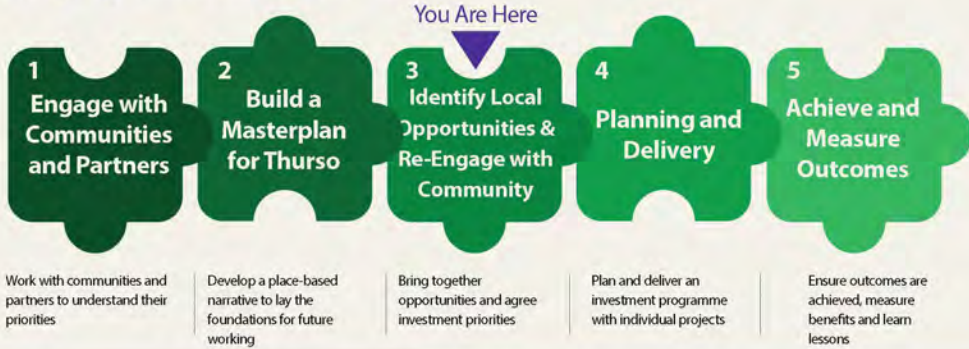 You Are Here
1
Engage with
Communities
and Partners
2
Build a
Masterplan
for Thurso
3
Identify Local
Opportunities &
Re-Engage with
Community
4
Planning and
Delivery
5
Achieve and
Measure
Outcomes
Work with communities and
partners to understand their
priorities
Develop a place-based
narrative to lay the
foundations for future
working
Bring together
opportunities and agree
investment priorities
Plan and deliver an
investment programme
with individual projects
Ensure outcomes are
achieved, measure
benefits and learn
lessons